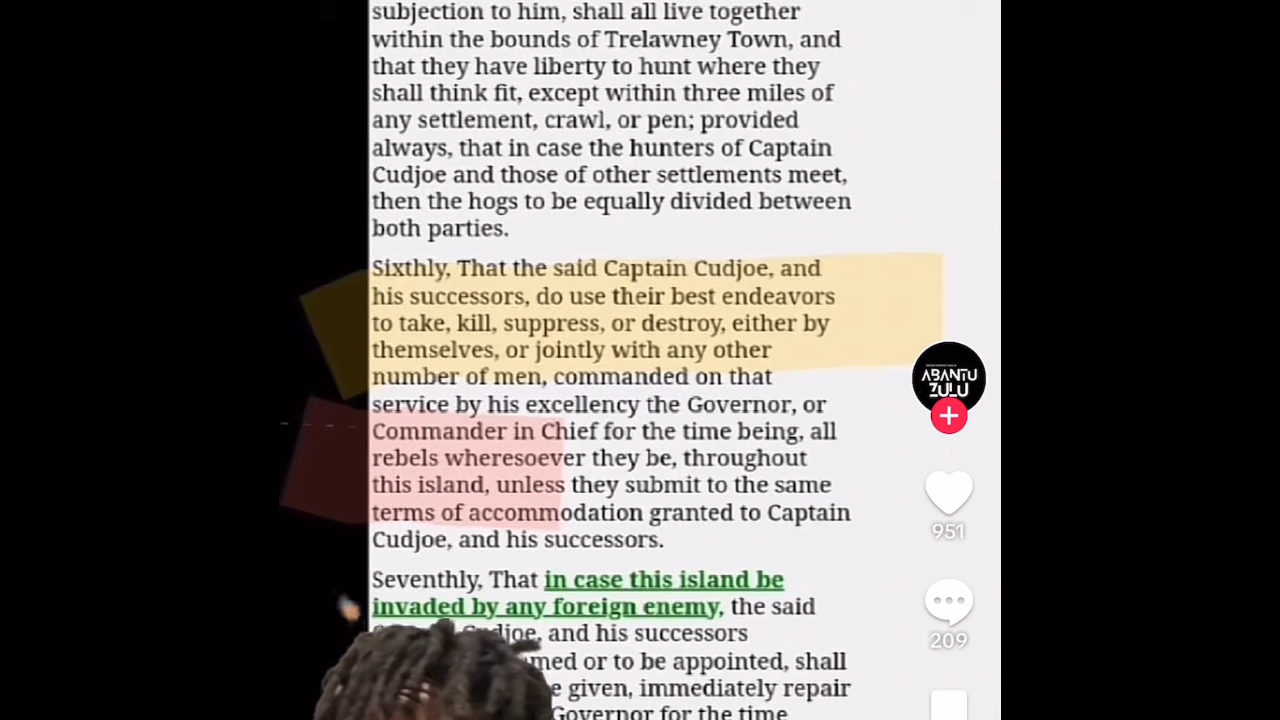 subjection to him, shall all live together
within the bounds of Trelawney Town, and
that they have liberty to hunt where they
shall think fit, except within three miles of
any settlement, crawl, or pen; provided
always, that in case the hunters of Captain
Cudjoe and those of other settlements meet,
then the hogs to be equally divided between
both parties.
Sixthly, That the said Captain Cudjoe, and
his successors, do use their best endeavors
to take, kill, suppress, or destroy, either by
themselves, or jointly with any other
number of men, commanded on that
service by his excellency the Governor, or
Commander in Chief for the time being, all
rebels wheresoever they be, throughout
this island, unless they submit to the same
terms of accommodation granted to Captain
Cudjoe, and his successors.
Seventhly, That in case this island be
invaded by any foreign enemy, the said
and his successors
or to be appointed, shall
given, immediately repair
Governor for the time
ABANTU
ZULU
951
209